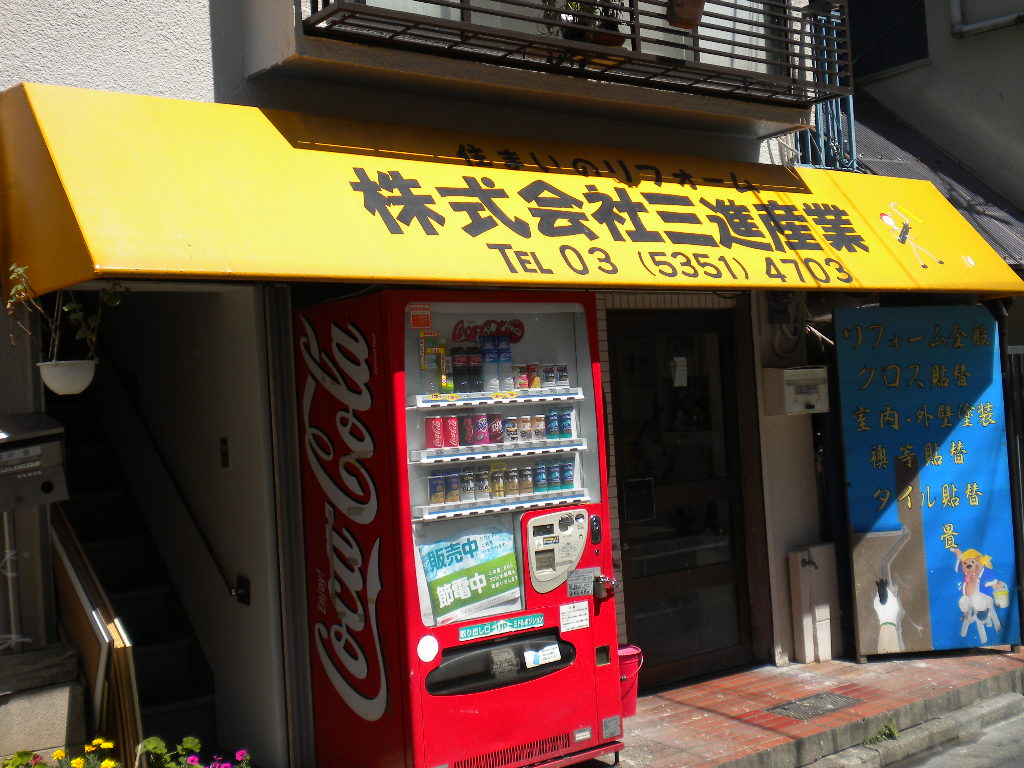 住まいのリフォーム
株式会社三進産業
TEL 03 (5351) 4703
Coca-Cola
Enjoy!
Coca-Cola
販売中
節電中
リフォーム全般
クロス貼替
室内、外壁塗装
襖等貼替
タイル貼替
畳